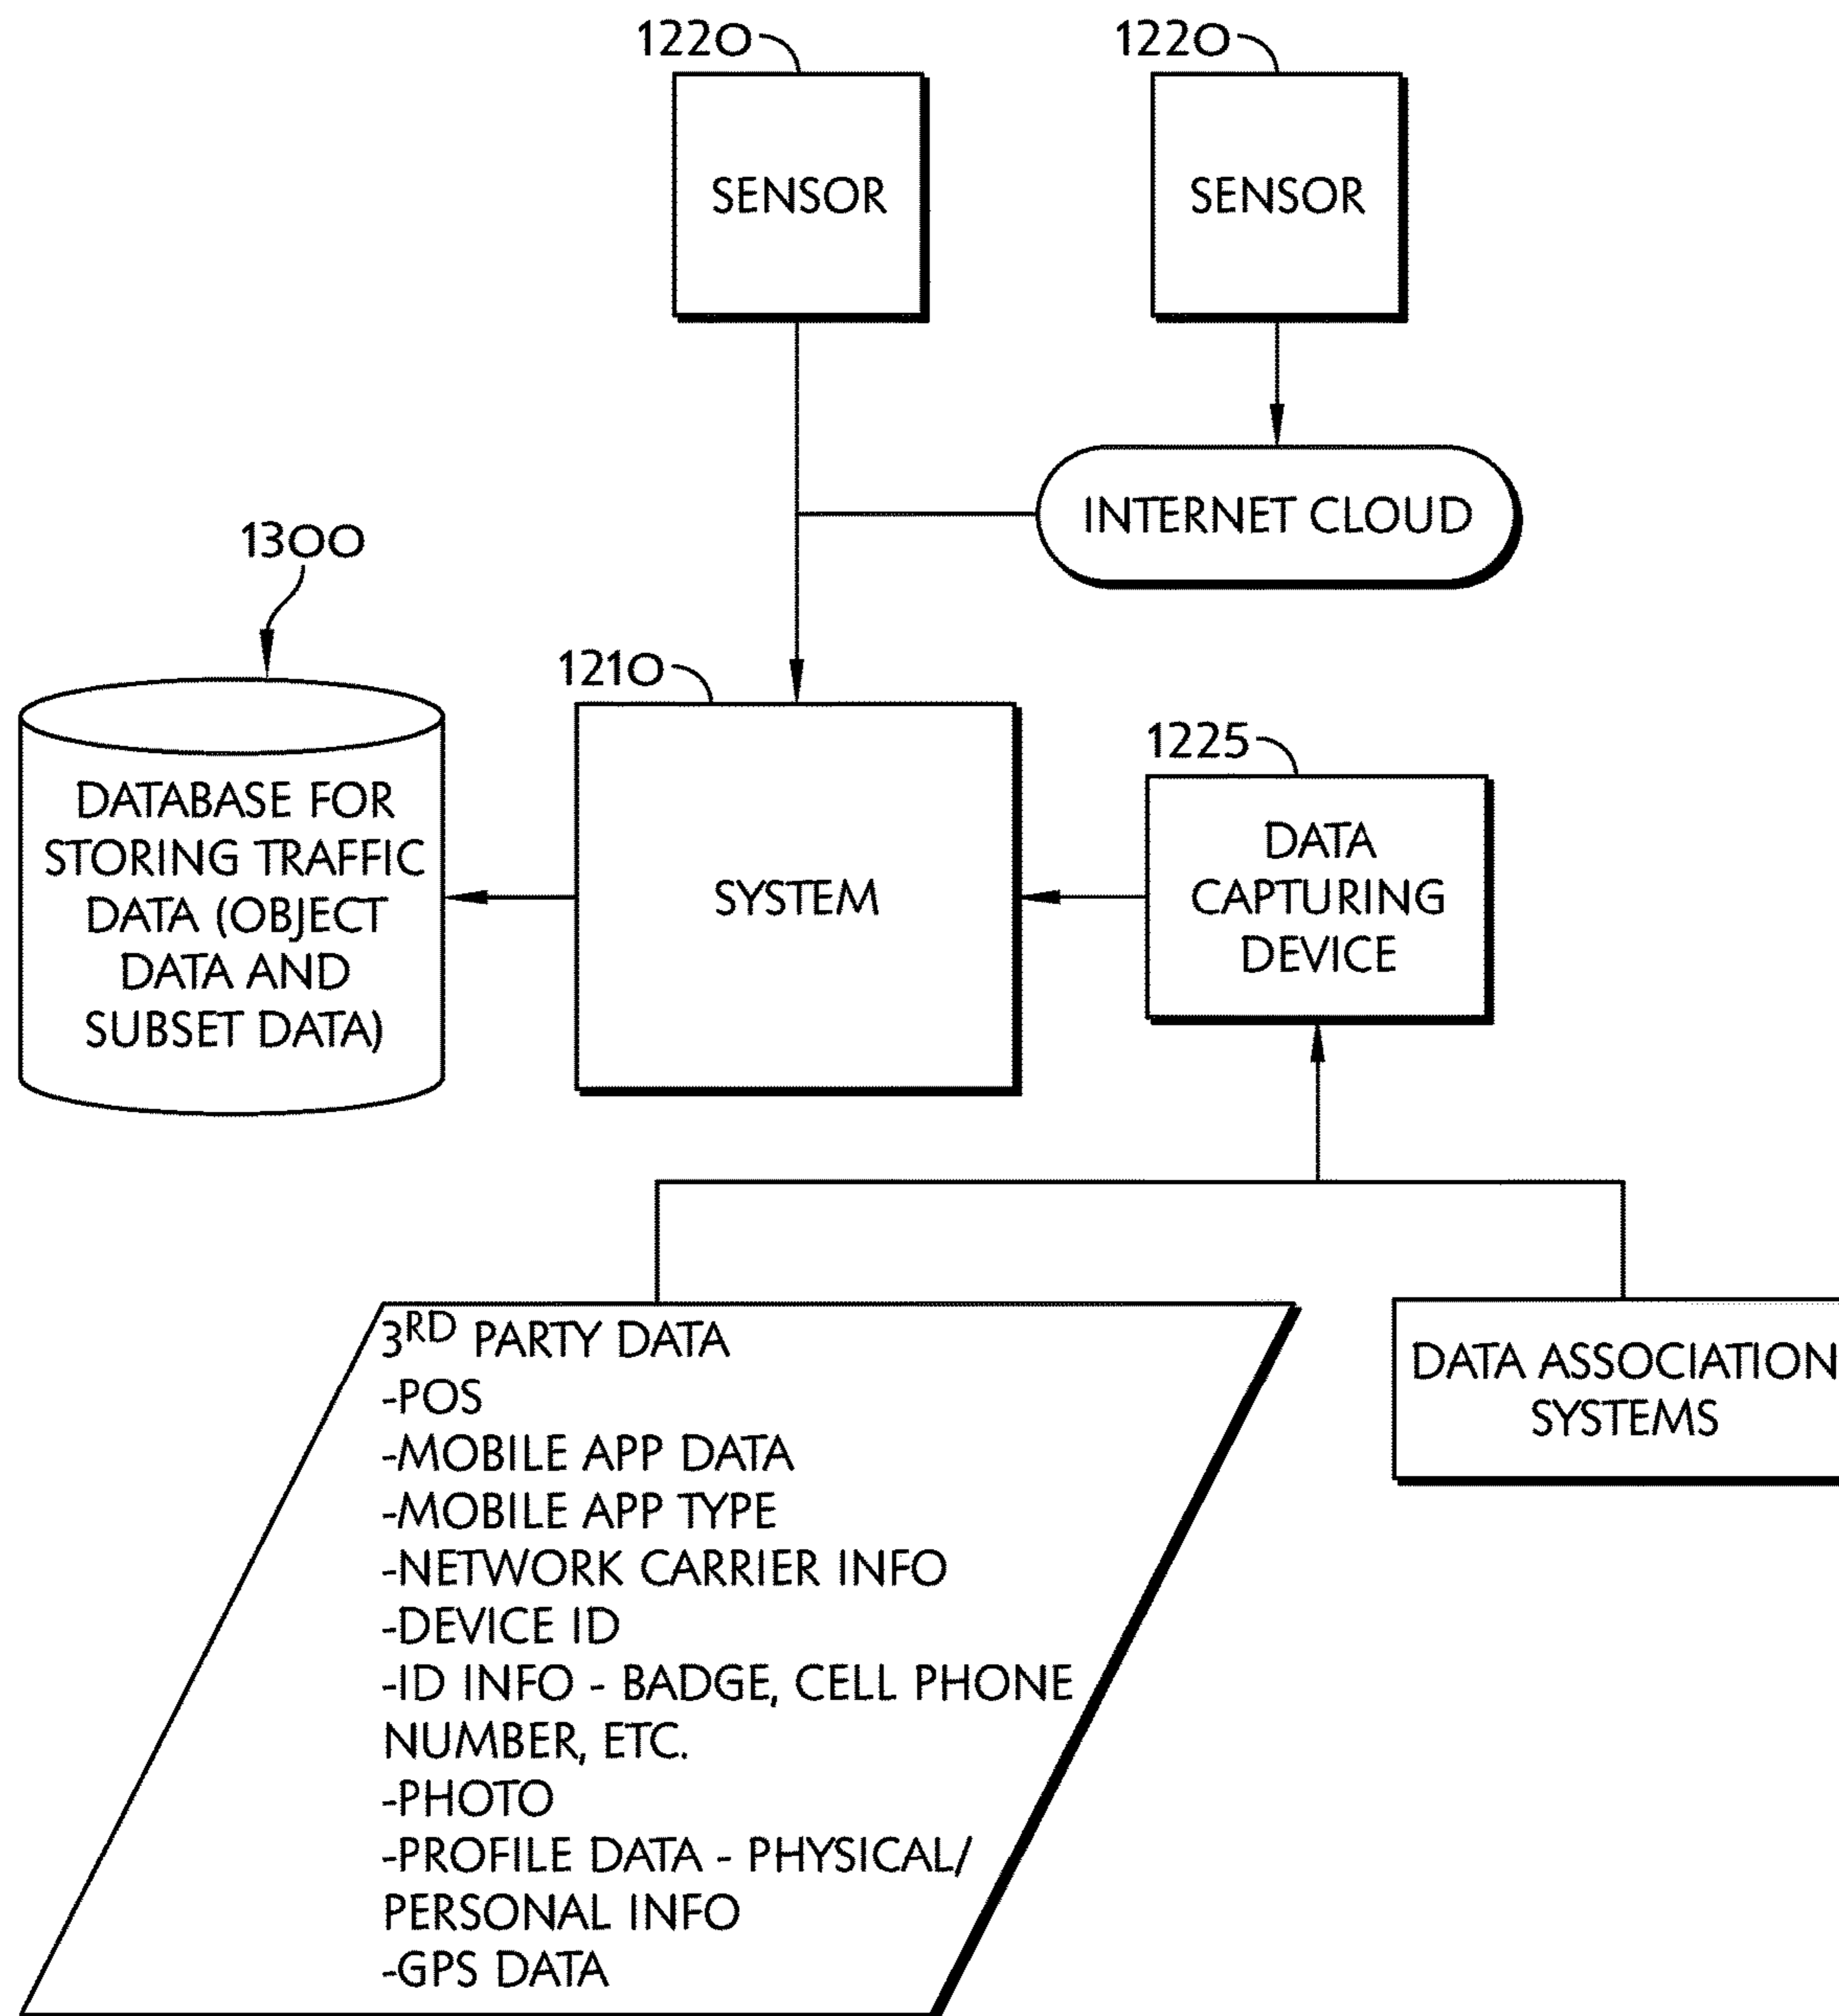 1220
1220
SENSOR
SENSOR
INTERNET CLOUD
1300
1210
1225
DATABASE FOR
STORING TRAFFIC
DATA (OBJECT
DATA AND
SUBSET DATA)
SYSTEM
DATA
CAPTURING
DEVICE
3RD PARTY DATA
-POS
-MOBILE APP DATA
-MOBILE APP TYPE
-NETWORK CARRIER INFO
-DEVICE ID
-ID INFO - BADGE, CELL PHONE
NUMBER, ETC.
-PHOTO
-PROFILE DATA - PHYSICAL/
PERSONAL INFO
-GPS DATA
DATA ASSOCIATION
SYSTEMS